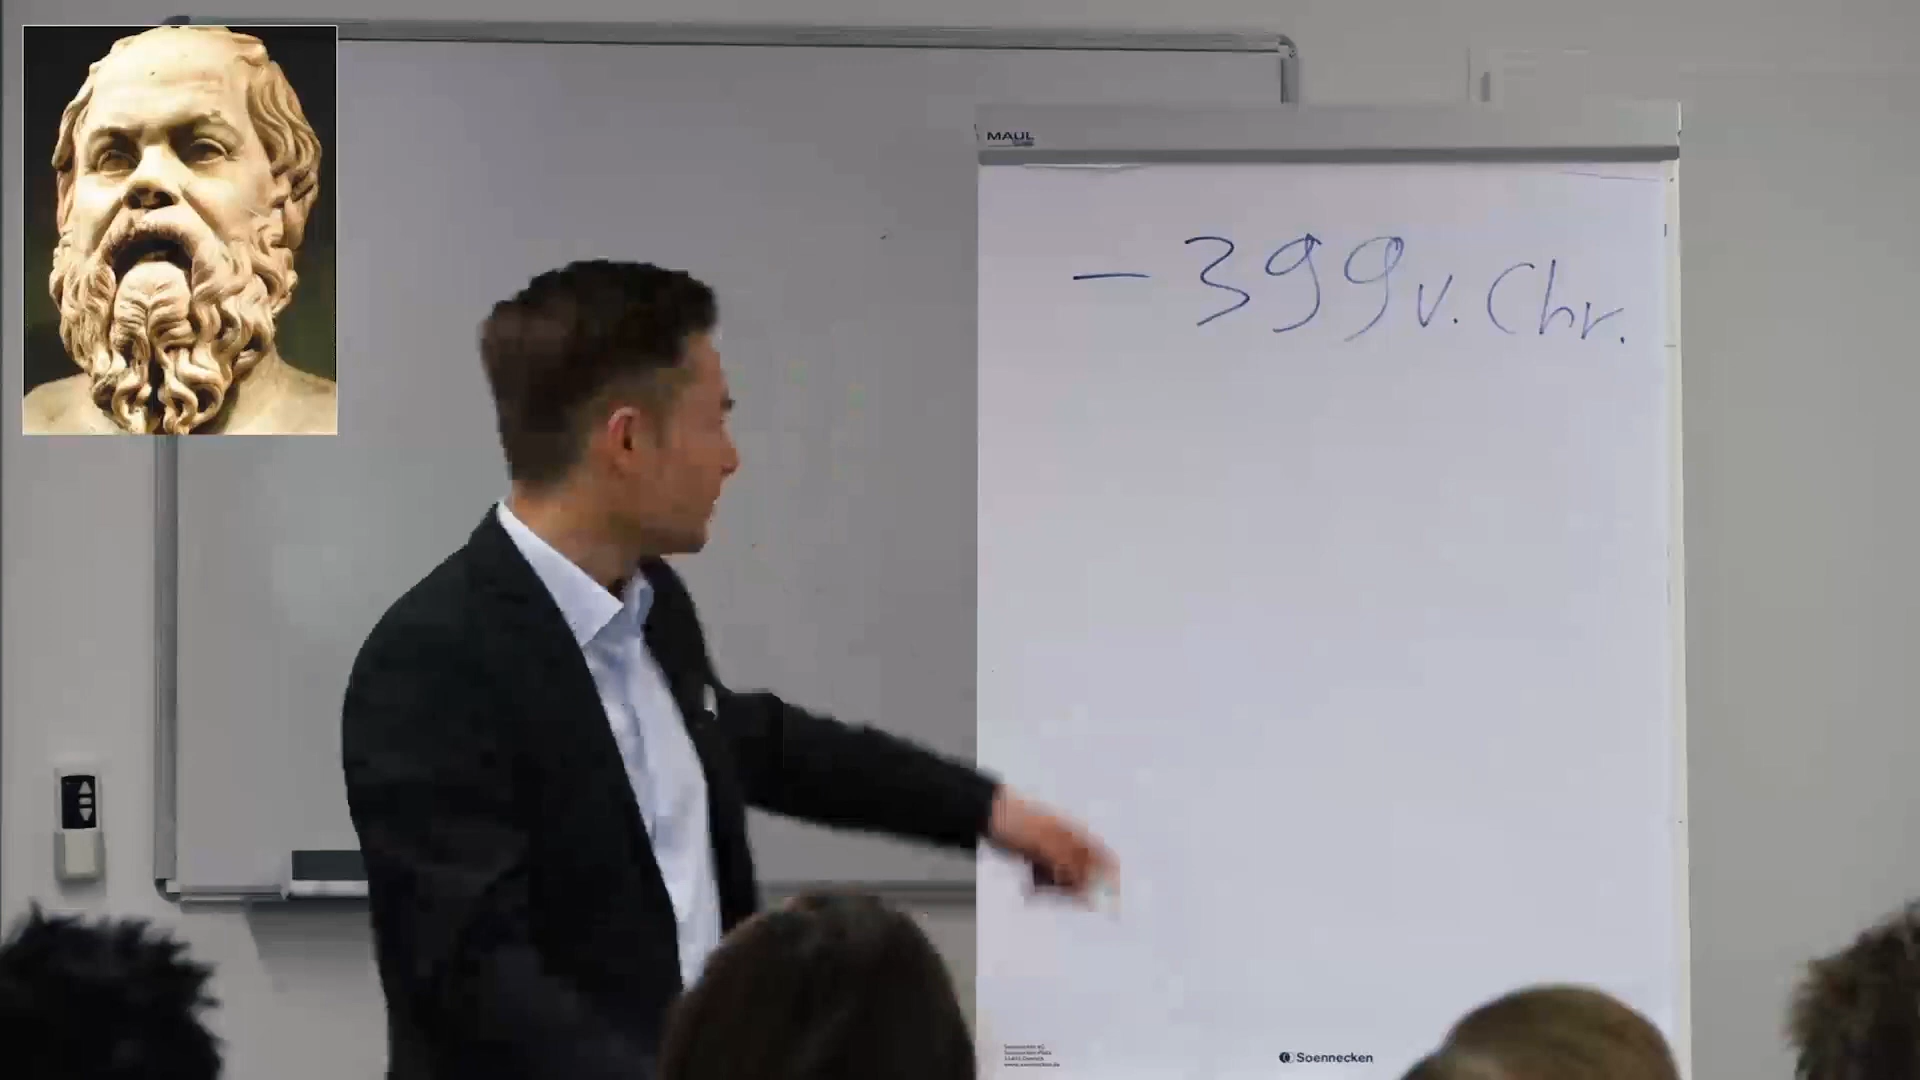 MAUL
– 399 v. Chr.
Soennecken